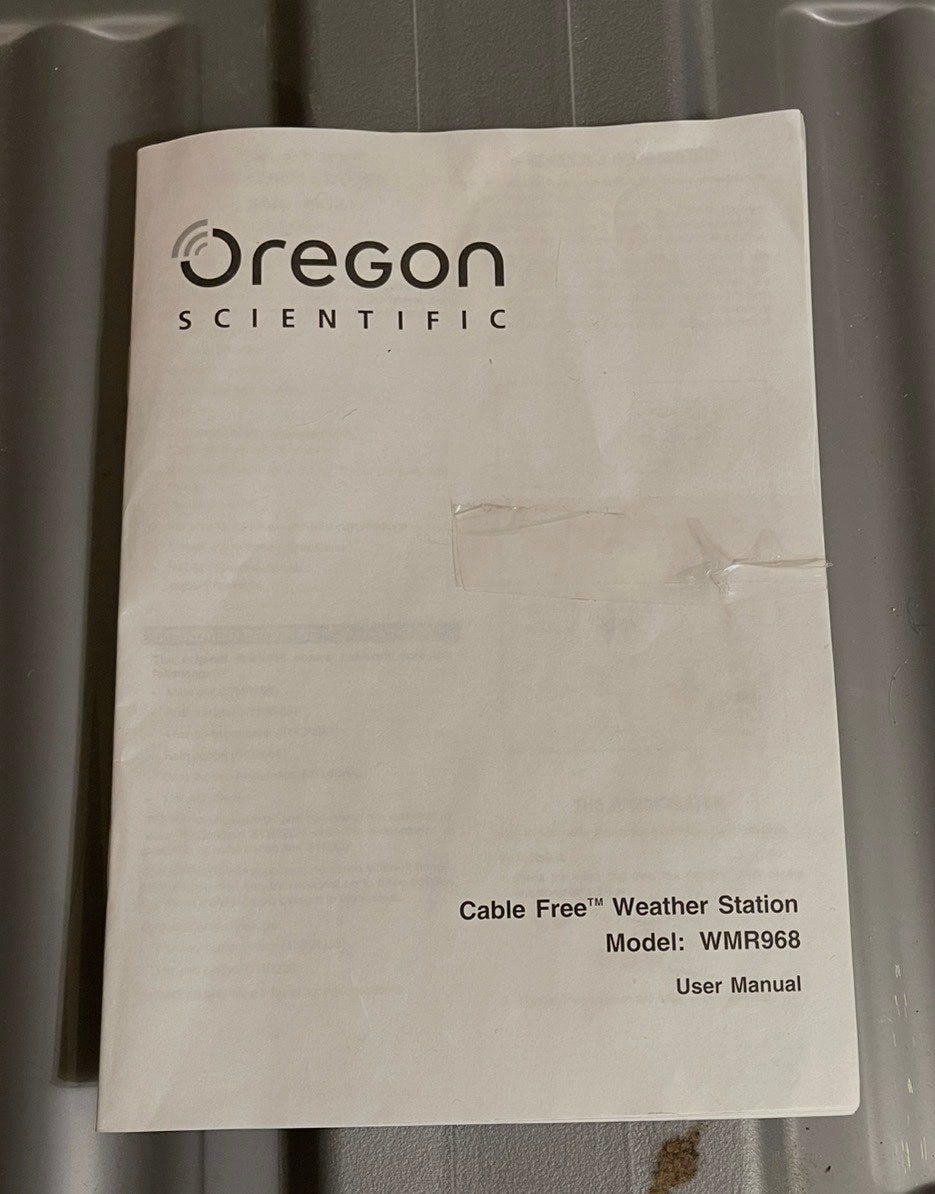 Oregon
SCIENTIFIC
Cable Free™ Weather Station
Model: WMR968
User Manual